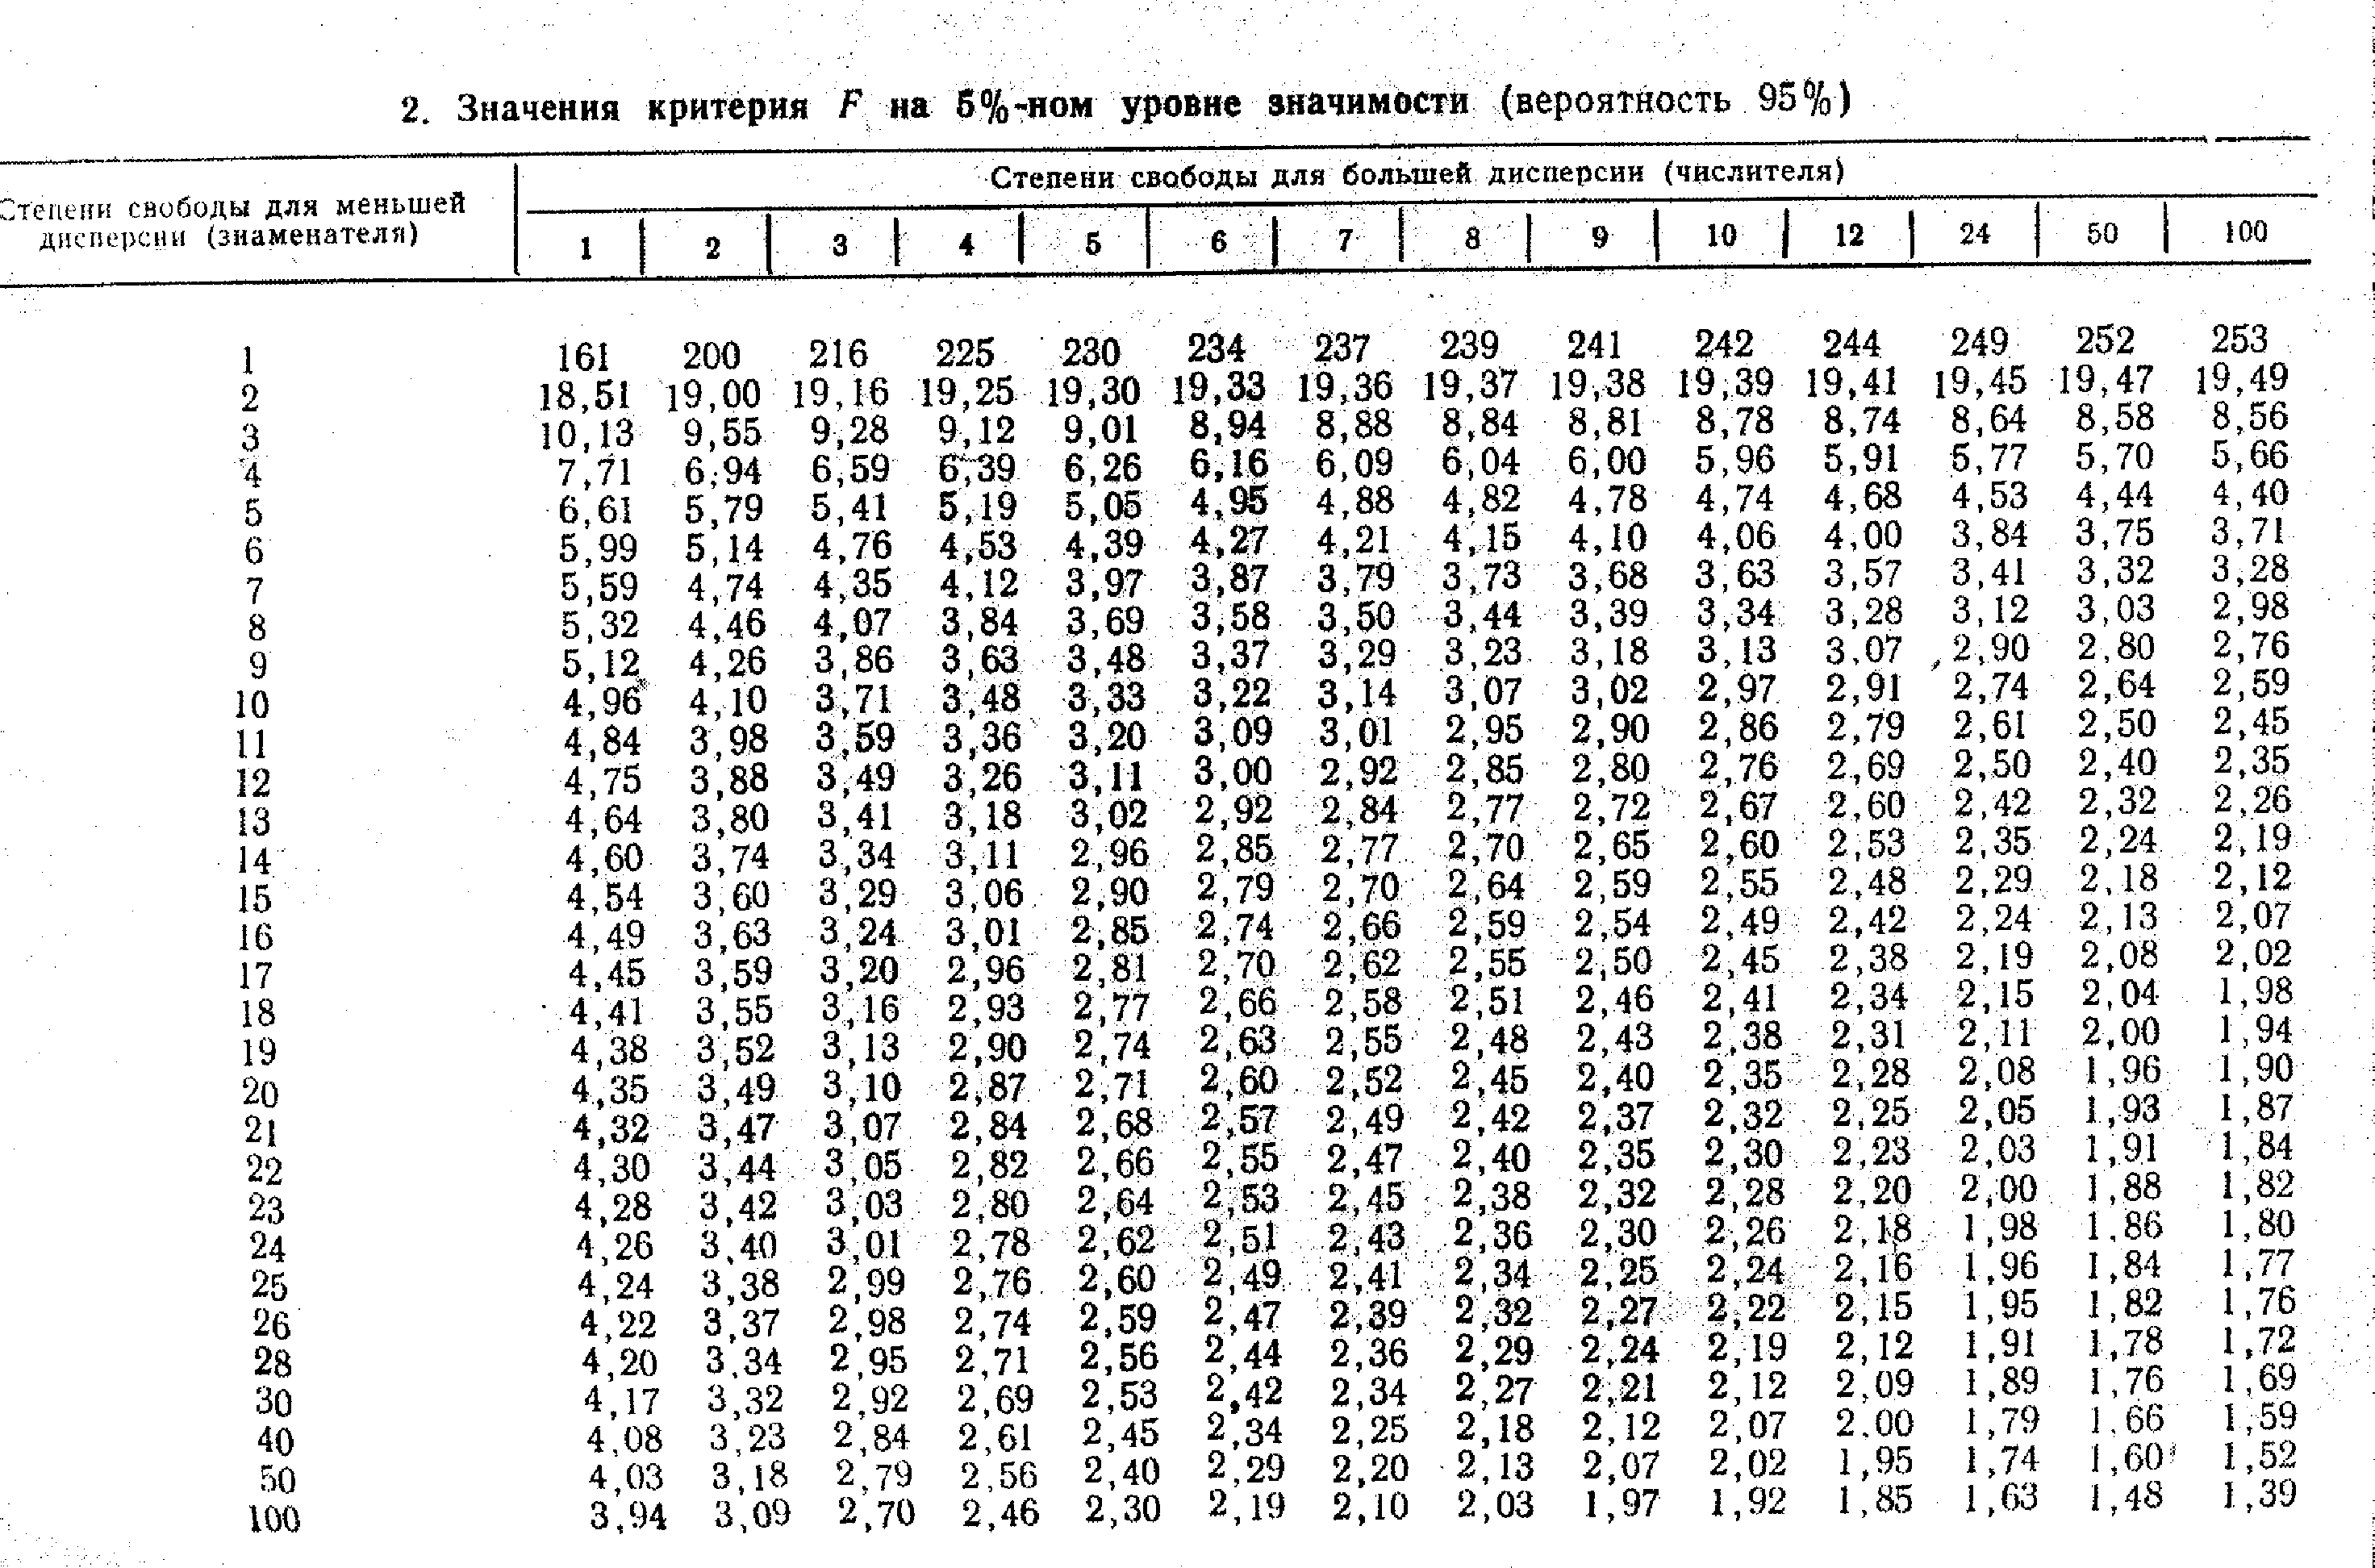 2. Значения критерия F на 5%-ном уровне значимости (вероятность 95%)
Степени свободы для меньшей дисперсии (знаменателя)
Степени свободы для большей дисперсии (числителя)
1 2 3 4 5 6 7 8 9 10 12 24 50 100
1 161 200 216 225 230 234 237 239 241 242 244 249 252 253
2 18,51 19,00 19,16 19,25 19,30 19,33 19,36 19,37 19,38 19,39 19,41 19,45 19,47 19,49
3 10,13 9,55 9,28 9,12 9,01 8,94 8,88 8,84 8,81 8,78 8,74 8,64 8,58 8,56
4 7,71 6,94 6,59 6,39 6,26 6,16 6,09 6,04 6,00 5,96 5,91 5,77 5,70 5,66
5 6,61 5,79 5,41 5,19 5,05 4,95 4,88 4,82 4,78 4,74 4,68 4,53 4,44 4,40
6 5,99 5,14 4,76 4,53 4,39 4,27 4,21 4,15 4,10 4,06 4,00 3,84 3,75 3,71
7 5,59 4,74 4,35 4,12 3,97 3,87 3,79 3,73 3,68 3,63 3,57 3,41 3,32 3,28
8 5,32 4,46 4,07 3,84 3,69 3,58 3,50 3,44 3,39 3,34 3,28 3,12 3,03 2,98
9 5,12 4,26 3,86 3,63 3,48 3,37 3,29 3,23 3,18 3,13 3,07 2,90 2,80 2,76
10 4,96 4,10 3,71 3,48 3,33 3,22 3,14 3,07 3,02 2,97 2,91 2,74 2,64 2,59
11 4,84 3,98 3,59 3,36 3,20 3,09 3,01 2,95 2,90 2,86 2,79 2,61 2,50 2,45
12 4,75 3,88 3,49 3,26 3,11 3,00 2,92 2,85 2,80 2,76 2,69 2,50 2,40 2,35
13 4,64 3,80 3,41 3,18 3,02 2,92 2,84 2,77 2,72 2,67 2,60 2,42 2,32 2,26
14 4,60 3,74 3,34 3,11 2,96 2,85 2,77 2,70 2,65 2,60 2,53 2,35 2,24 2,19
15 4,54 3,60 3,29 3,06 2,90 2,79 2,70 2,64 2,59 2,55 2,48 2,29 2,18 2,12
16 4,49 3,63 3,24 3,01 2,85 2,74 2,66 2,59 2,54 2,49 2,42 2,24 2,13 2,07
17 4,45 3,59 3,20 2,96 2,81 2,70 2,62 2,55 2,50 2,45 2,38 2,19 2,08 2,02
18 4,41 3,55 3,16 2,93 2,77 2,66 2,58 2,51 2,46 2,41 2,34 2,15 2,04 1,98
19 4,38 3,52 3,13 2,90 2,74 2,63 2,55 2,48 2,43 2,38 2,31 2,11 2,00 1,94
20 4,35 3,49 3,10 2,87 2,71 2,60 2,52 2,45 2,40 2,35 2,28 2,08 1,96 1,90
21 4,32 3,47 3,07 2,84 2,68 2,57 2,49 2,42 2,37 2,32 2,25 2,05 1,93 1,87
22 4,30 3,44 3,05 2,82 2,66 2,55 2,47 2,40 2,35 2,30 2,23 2,03 1,91 1,84
23 4,28 3,42 3,03 2,80 2,64 2,53 2,45 2,38 2,32 2,28 2,20 2,00 1,88 1,82
24 4,26 3,40 3,01 2,78 2,62 2,51 2,43 2,36 2,30 2,26 2,18 1,98 1,86 1,80
25 4,24 3,38 2,99 2,76 2,60 2,49 2,41 2,34 2,25 2,24 2,16 1,96 1,84 1,77
26 4,22 3,37 2,98 2,74 2,59 2,47 2,39 2,32 2,27 2,22 2,15 1,95 1,82 1,76
28 4,20 3,34 2,95 2,71 2,56 2,44 2,36 2,29 2,24 2,19 2,12 1,91 1,78 1,72
30 4,17 3,32 2,92 2,69 2,53 2,42 2,34 2,27 2,21 2,12 2,09 1,89 1,76 1,69
40 4,08 3,23 2,84 2,61 2,45 2,34 2,25 2,18 2,12 2,07 2,00 1,79 1,66 1,59
50 4,03 3,18 2,79 2,56 2,40 2,29 2,20 2,13 2,07 2,02 1,95 1,74 1,60 1,52
100 3,94 3,09 2,70 2,46 2,30 2,19 2,10 2,03 1,97 1,92 1,85 1,63 1,48 1,39